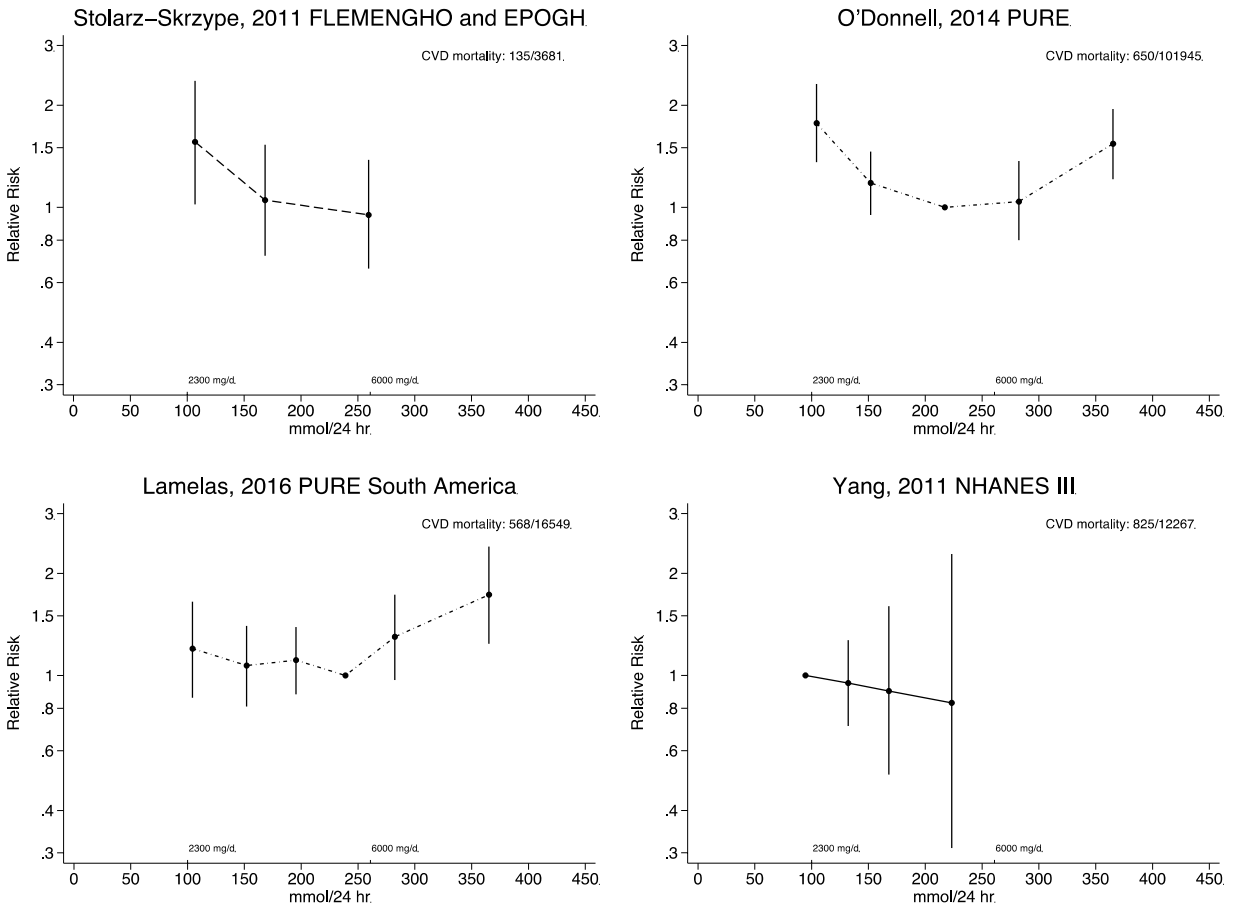 Stolarz–Skrzype, 2011 FLEMENGHO and EPOGH
CVD mortality: 135/3681
Relative Risk
3
2
1.5
1
.8
.6
.4
.3
2300 mg/d
6000 mg/d
0 50 100 150 200 250 300 350 400 450
mmol/24 hr
O'Donnell, 2014 PURE
CVD mortality: 650/101945
Relative Risk
3
2
1.5
1
.8
.6
.4
.3
2300 mg/d
6000 mg/d
0 50 100 150 200 250 300 350 400 450
mmol/24 hr
Lamelas, 2016 PURE South America
CVD mortality: 568/16549
Relative Risk
3
2
1.5
1
.8
.6
.4
.3
2300 mg/d
6000 mg/d
0 50 100 150 200 250 300 350 400 450
mmol/24 hr
Yang, 2011 NHANES III
CVD mortality: 825/12267
Relative Risk
3
2
1.5
1
.8
.6
.4
.3
2300 mg/d
6000 mg/d
0 50 100 150 200 250 300 350 400 450
mmol/24 hr